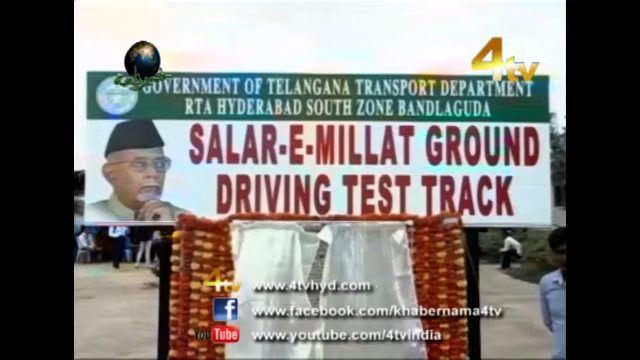 4tv
GOVERNMENT OF TELANGANA TRANSPORT DEPARTMENT
RTA HYDERABAD SOUTH ZONE BANDLAGUDA
SALAR-E-MILLAT GROUND
DRIVING TEST TRACK
4tv
www.4tvhyd.com
f www.facebook.com/khabernama4tv
YouTube www.youtube.com/4tvindia